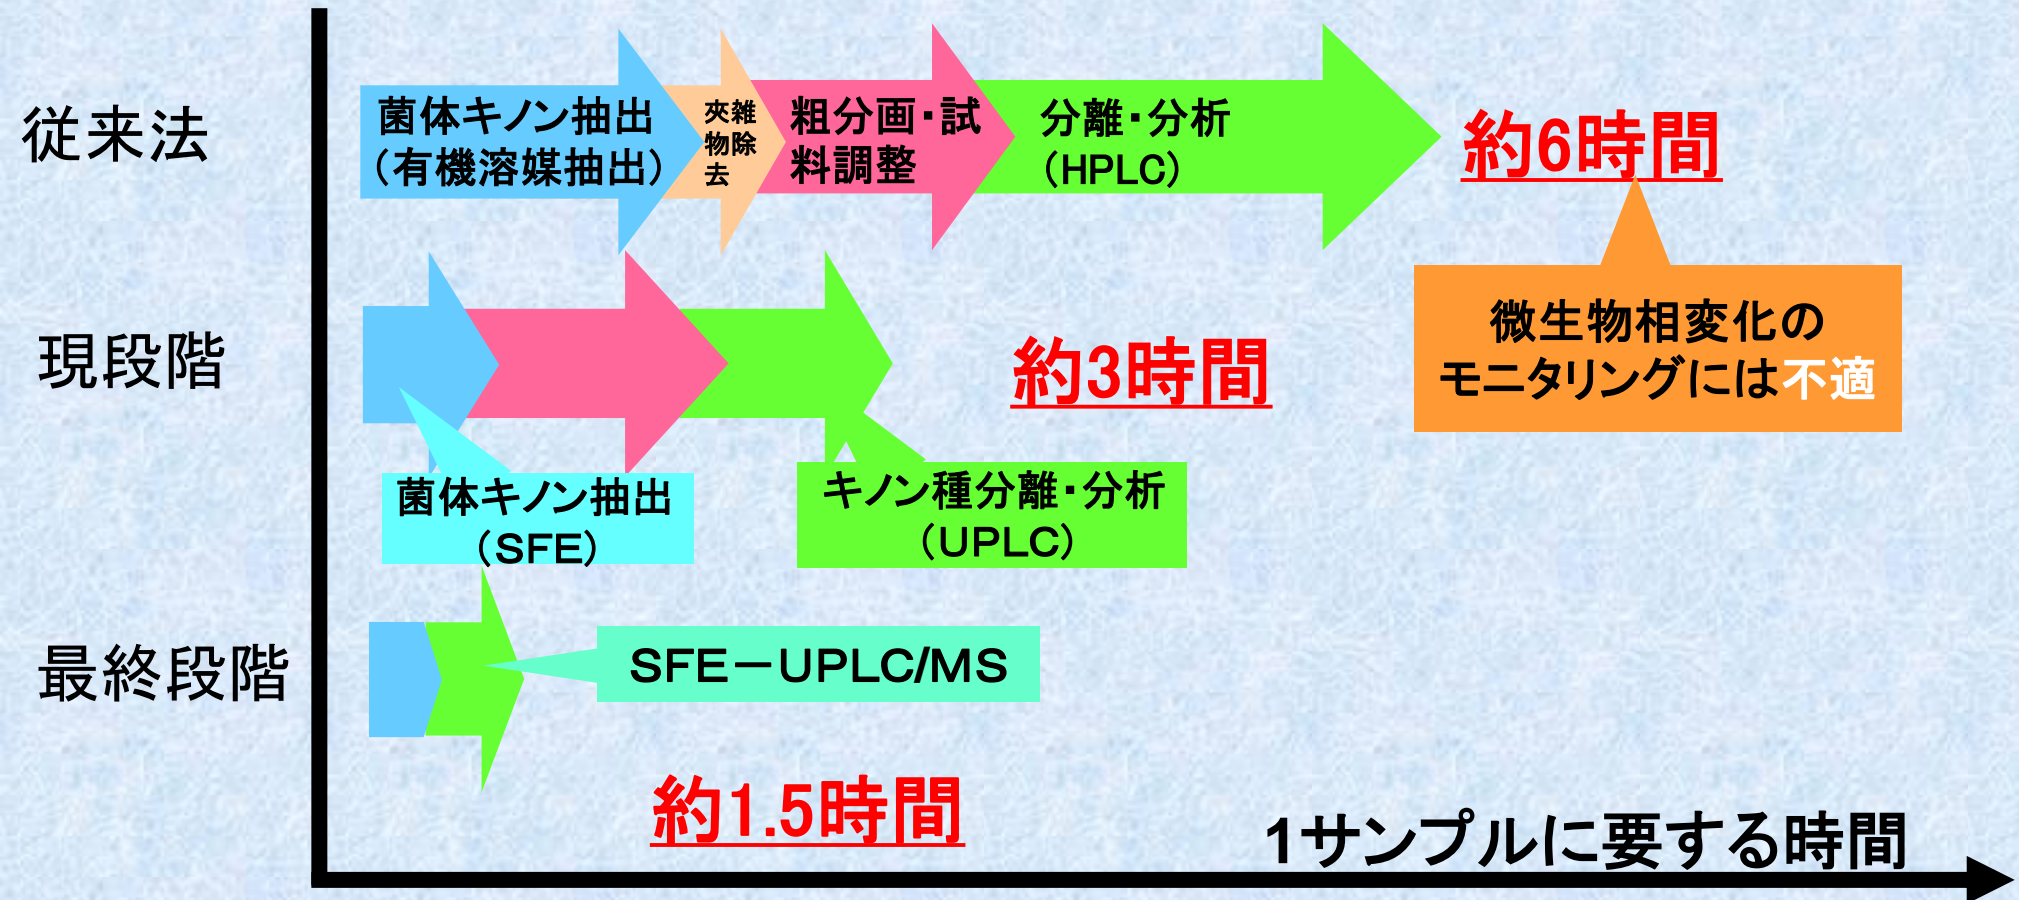 従来法
菌体キノン抽出
(有機溶媒抽出)
夾雑
物除
去
粗分画・試
料調整
分離・分析
(HPLC)
約6時間
微生物相変化の
モニタリングには不適
現段階
約3時間
菌体キノン抽出
(SFE)
キノン種分離・分析
(UPLC)
最終段階
SFE－UPLC/MS
約1.5時間
1サンプルに要する時間